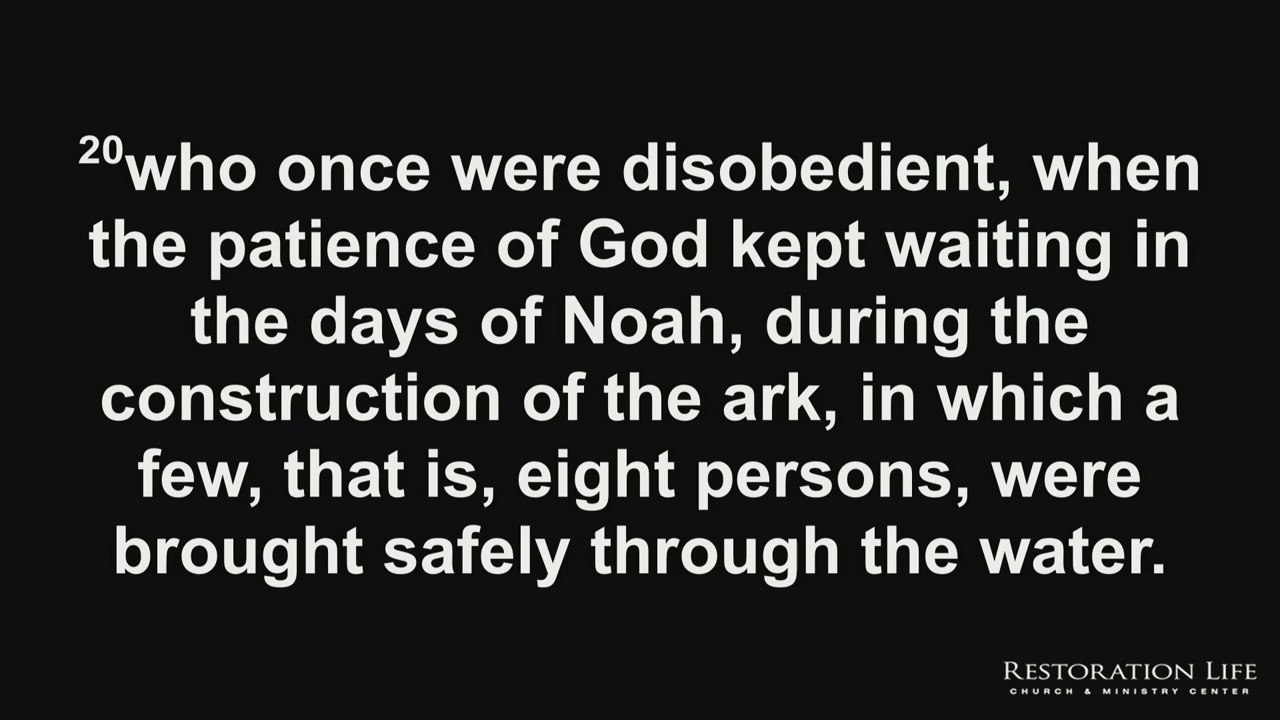 20who once were disobedient, when
the patience of God kept waiting in
the days of Noah, during the
construction of the ark, in which a
few, that is, eight persons, were
brought safely through the water.
RESTORATION LIFE
CHURCH & MINISTRY CENTER